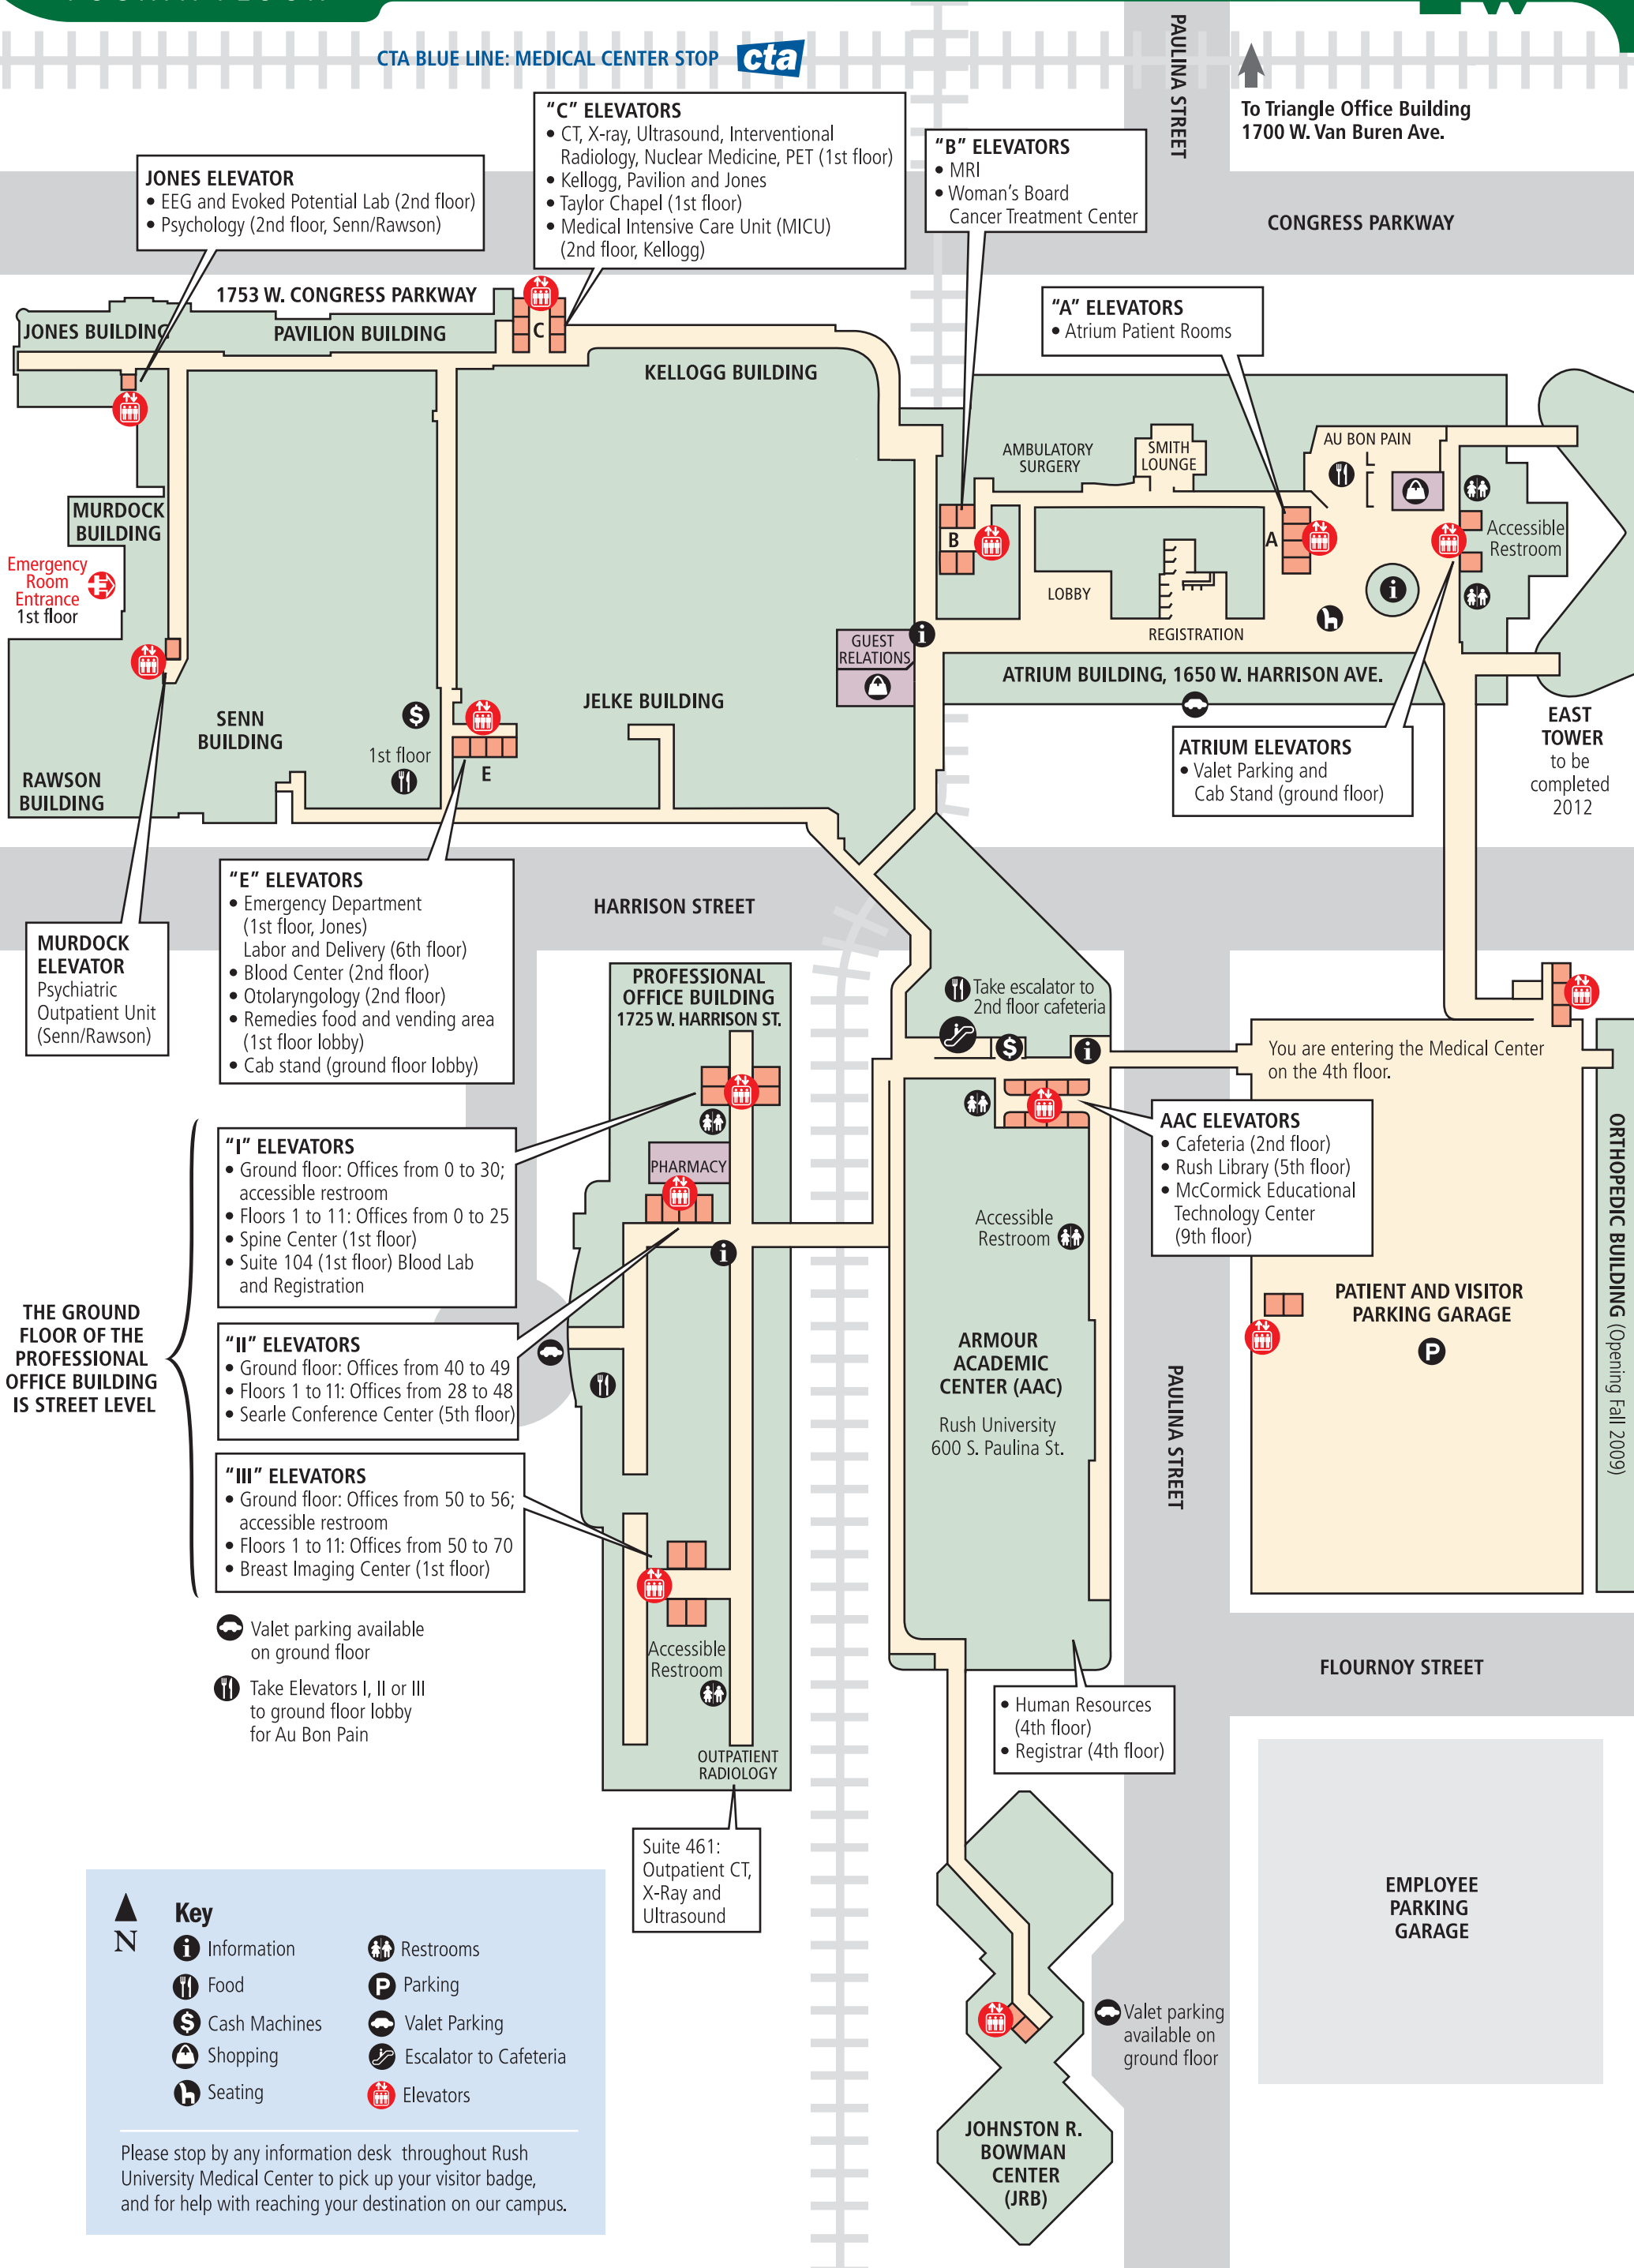 CTA BLUE LINE: MEDICAL CENTER STOP
cta
PAULINA STREET
To Triangle Office Building
1700 W. Van Buren Ave.
"C" ELEVATORS
• CT, X-ray, Ultrasound, Interventional
Radiology, Nuclear Medicine, PET (1st floor)
• Kellogg, Pavilion and Jones
• Taylor Chapel (1st floor)
• Medical Intensive Care Unit (MICU)
(2nd floor, Kellogg)
"B" ELEVATORS
• MRI
• Woman's Board
Cancer Treatment Center
JONES ELEVATOR
• EEG and Evoked Potential Lab (2nd floor)
• Psychology (2nd floor, Senn/Rawson)
CONGRESS PARKWAY
1753 W. CONGRESS PARKWAY
"A" ELEVATORS
• Atrium Patient Rooms
JONES BUILDING
PAVILION BUILDING
C
KELLOGG BUILDING
AMBULATORY
SURGERY
SMITH
LOUNGE
AU BON PAIN
MURDOCK
BUILDING
B
A
Accessible
Restroom
Emergency
Room
Entrance
1st floor
E
LOBBY
i
REGISTRATION
GUEST
RELATIONS
i
ATRIUM BUILDING, 1650 W. HARRISON AVE.
JELKE BUILDING
SENN
BUILDING
$
1st floor
E
RAWSON
BUILDING
EAST
TOWER
to be
completed
2012
ATRIUM ELEVATORS
• Valet Parking and
Cab Stand (ground floor)
"E" ELEVATORS
• Emergency Department
(1st floor, Jones)
Labor and Delivery (6th floor)
• Blood Center (2nd floor)
• Otolaryngology (2nd floor)
• Remedies food and vending area
(1st floor lobby)
• Cab stand (ground floor lobby)
HARRISON STREET
MURDOCK
ELEVATOR
Psychiatric
Outpatient Unit
(Senn/Rawson)
PROFESSIONAL
OFFICE BUILDING
1725 W. HARRISON ST.
Take escalator to
2nd floor cafeteria
$
i
You are entering the Medical Center
on the 4th floor.
AAC ELEVATORS
• Cafeteria (2nd floor)
• Rush Library (5th floor)
• McCormick Educational
Technology Center
(9th floor)
ORTHOPEDIC BUILDING (Opening Fall 2009)
"I" ELEVATORS
• Ground floor: Offices from 0 to 30;
accessible restroom
• Floors 1 to 11: Offices from 0 to 25
• Spine Center (1st floor)
• Suite 104 (1st floor) Blood Lab
and Registration
PHARMACY
i
Accessible
Restroom
THE GROUND
FLOOR OF THE
PROFESSIONAL
OFFICE BUILDING
IS STREET LEVEL
"II" ELEVATORS
• Ground floor: Offices from 40 to 49
• Floors 1 to 11: Offices from 28 to 48
• Searle Conference Center (5th floor)
ARMOUR
ACADEMIC
CENTER (AAC)
Rush University
600 S. Paulina St.
PATIENT AND VISITOR
PARKING GARAGE
P
PAULINA STREET
"III" ELEVATORS
• Ground floor: Offices from 50 to 56;
accessible restroom
• Floors 1 to 11: Offices from 50 to 70
• Breast Imaging Center (1st floor)
Valet parking available
on ground floor
Take Elevators I, II or III
to ground floor lobby
for Au Bon Pain
Accessible
Restroom
OUTPATIENT
RADIOLOGY
FLOURNOY STREET
• Human Resources
(4th floor)
• Registrar (4th floor)
Suite 461:
Outpatient CT,
X-Ray and
Ultrasound
EMPLOYEE
PARKING
GARAGE
Valet parking
available on
ground floor
JOHNSTON R.
BOWMAN
CENTER
(JRB)
N
Key
i Information
Food
$ Cash Machines
Shopping
Seating
Restrooms
P Parking
Valet Parking
Escalator to Cafeteria
Elevators
Please stop by any information desk throughout Rush
University Medical Center to pick up your visitor badge,
and for help with reaching your destination on our campus.